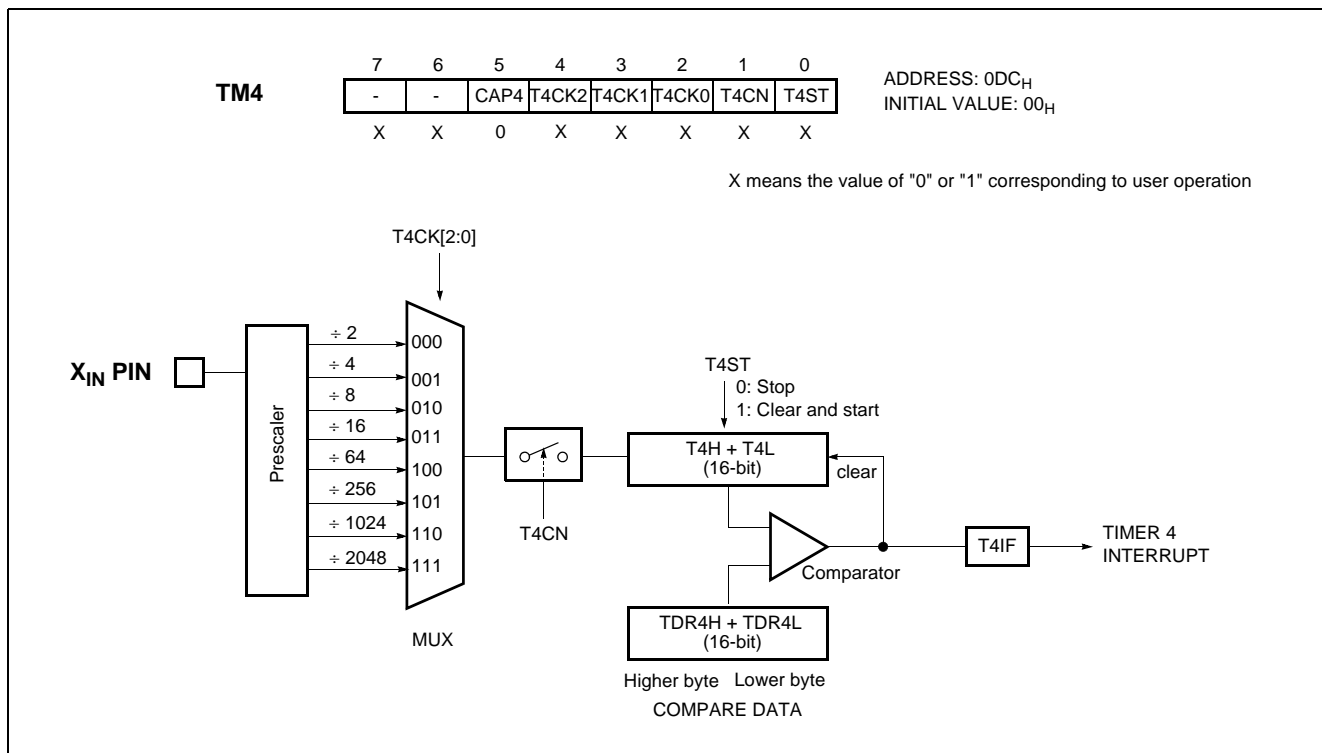 7 6 5 4 3 2 1 0
TM4
- - CAP4 T4CK2 T4CK1 T4CK0 T4CN T4ST
X X 0 X X X X X
ADDRESS: 0DCH
INITIAL VALUE: 00H
X means the value of "0" or "1" corresponding to user operation
T4CK[2:0]
XIN PIN
Prescaler
÷ 2
÷ 4
÷ 8
÷ 16
÷ 64
÷ 256
÷ 1024
÷ 2048
000
001
010
011
100
101
110
111
MUX
T4CN
T4ST
0: Stop
1: Clear and start
T4H + T4L
(16-bit)
clear
Comparator
T4IF
TIMER 4
INTERRUPT
TDR4H + TDR4L
(16-bit)
Higher byte Lower byte
COMPARE DATA